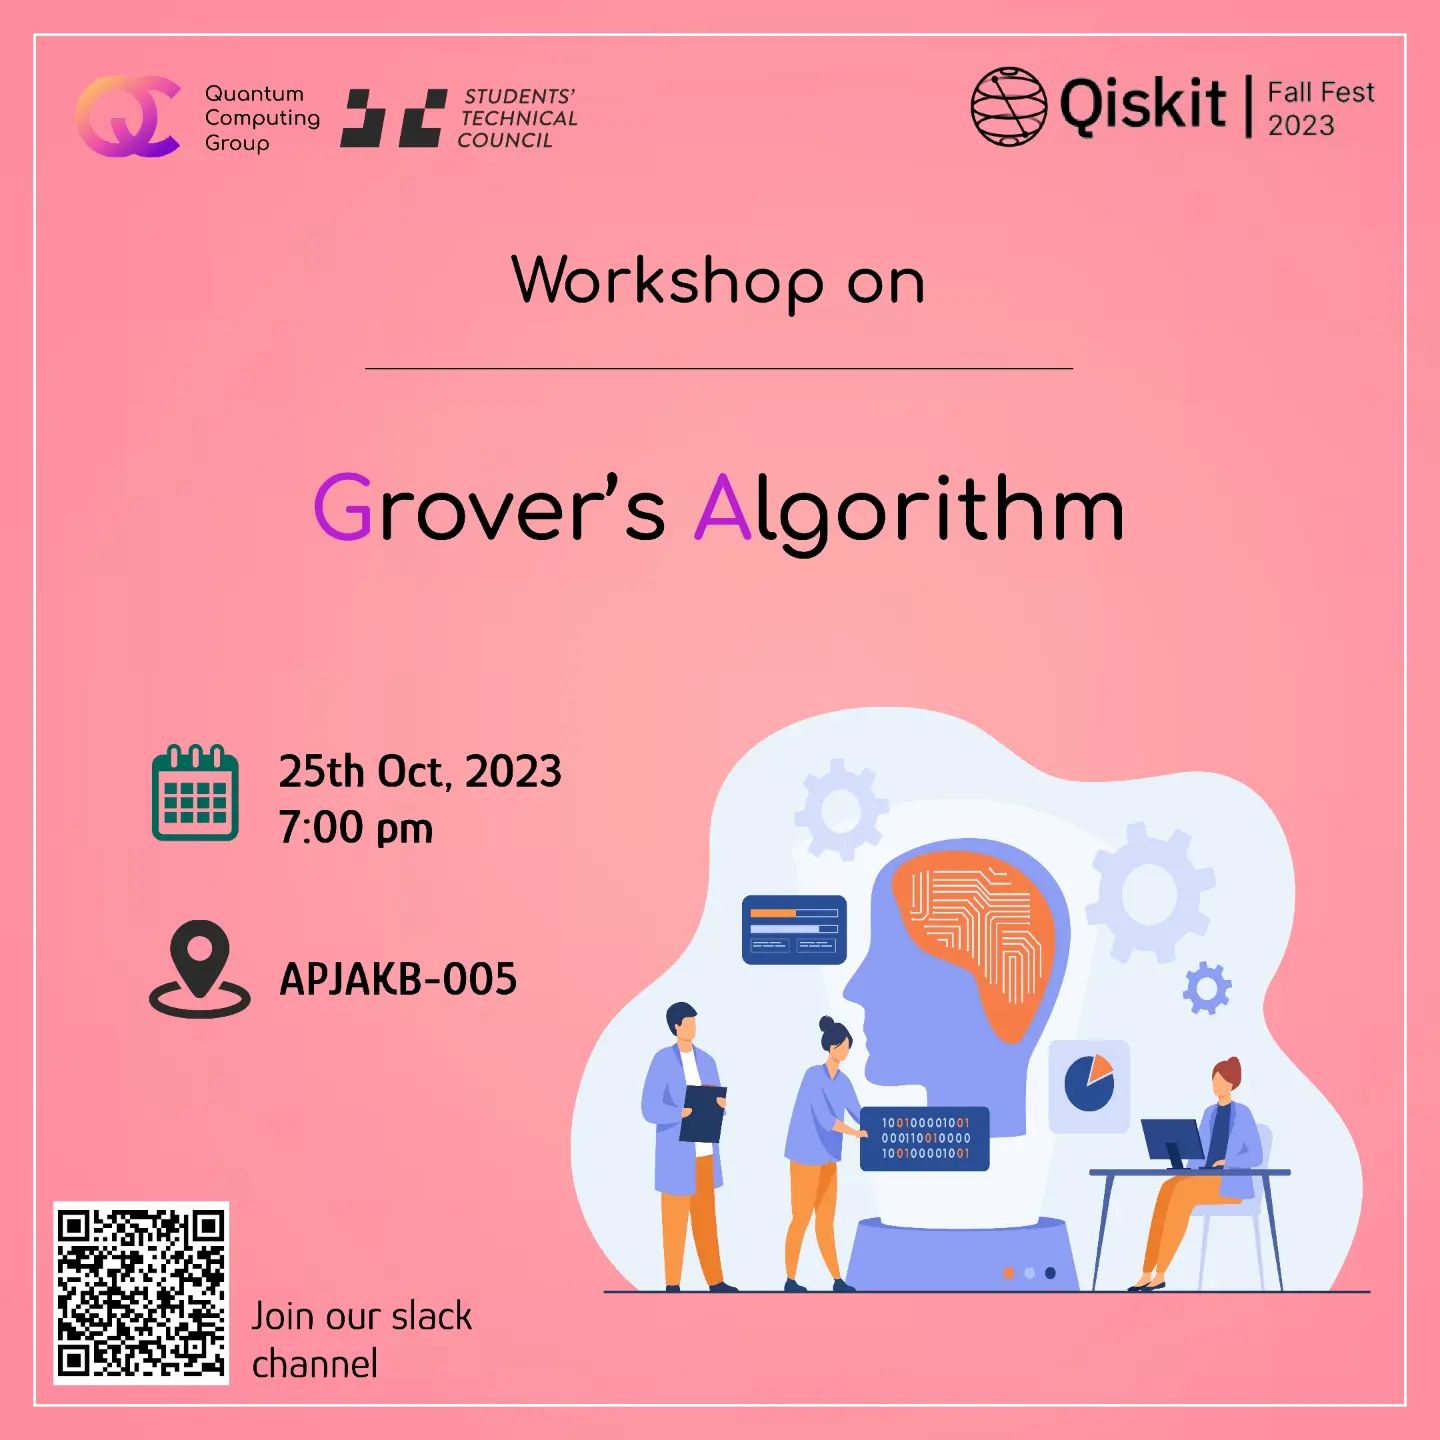 Quantum
Computing
Group
STUDENTS'
TECHNICAL
COUNCIL
Qiskit
Fall Fest
2023
Workshop on
Grover's Algorithm
25th Oct, 2023
7:00 pm
APJAKB-005
100100001001
000110010000
100100001001
Join our slack
channel